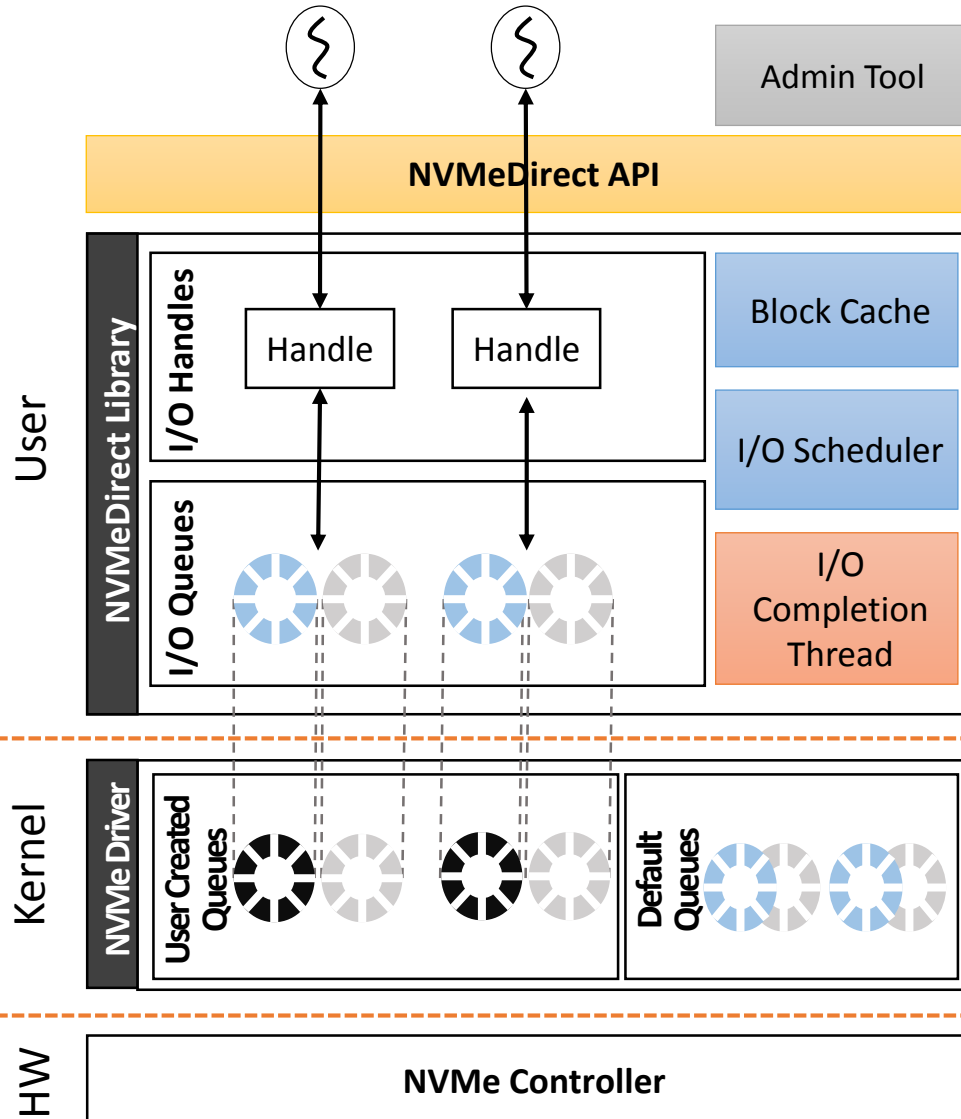 Admin Tool
NVMeDirect API
User
NVMeDirect Library
I/O Handles
Handle
Handle
Block Cache
I/O Scheduler
I/O Queues
I/O
Completion
Thread
Kernel
NVMe Driver
User Created
Queues
Default
Queues
HW
NVMe Controller